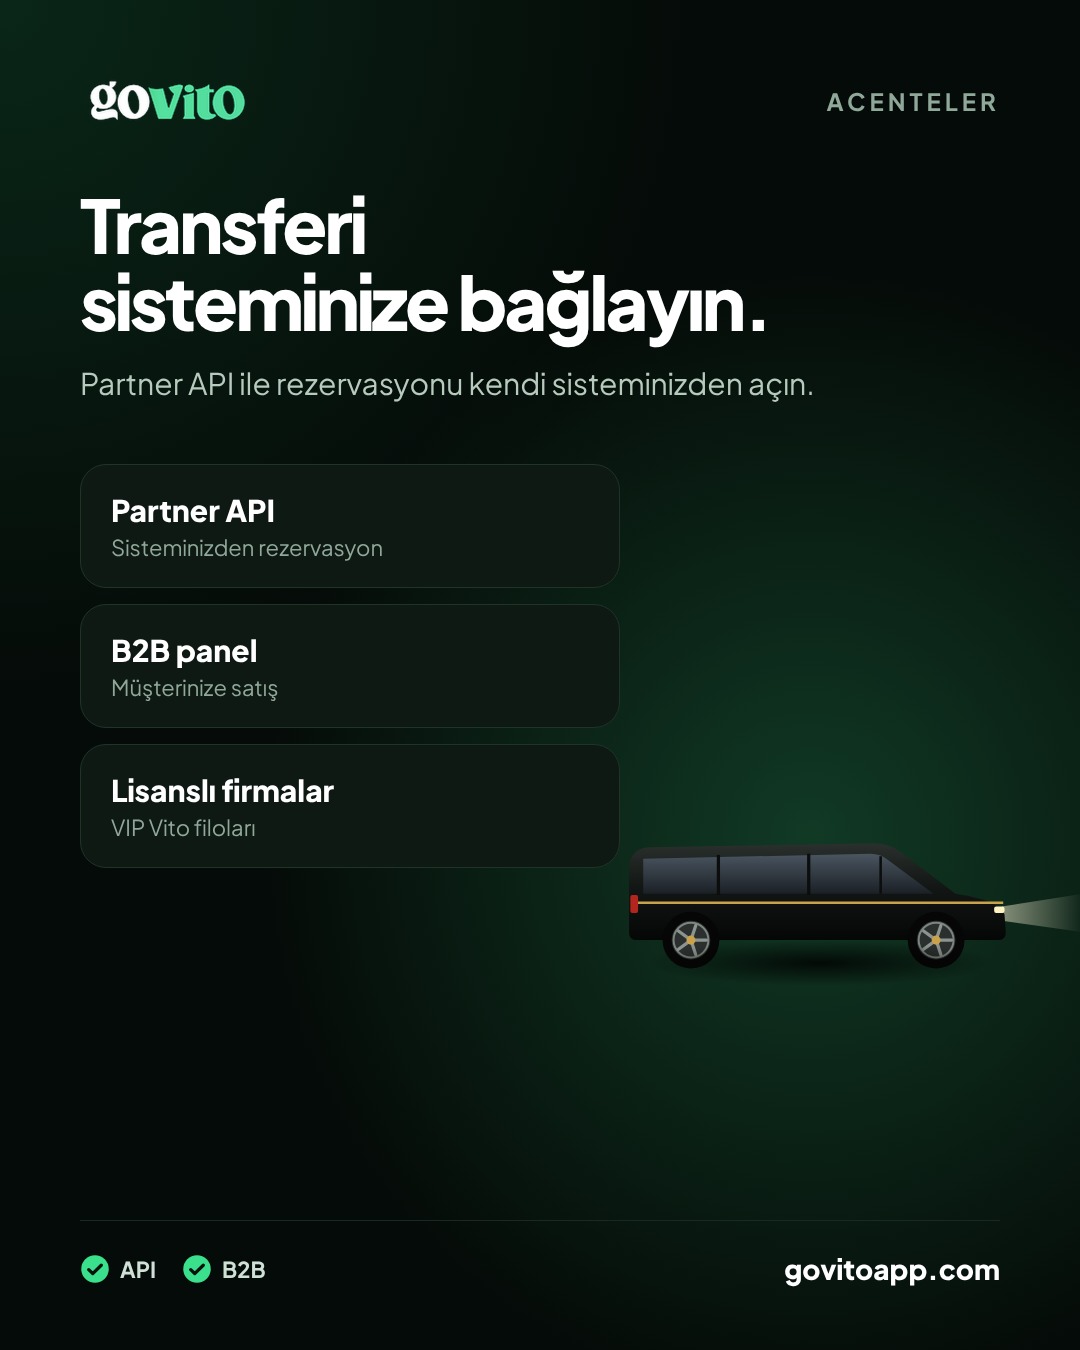 govito
ACENTELER
Transferi
sisteminize bağlayın.
Partner API ile rezervasyonu kendi sisteminizden açın.
Partner API
Sisteminizden rezervasyon
B2B panel
Müşterinize satış
Lisanslı firmalar
VIP Vito filoları
API B2B
govitoapp.com